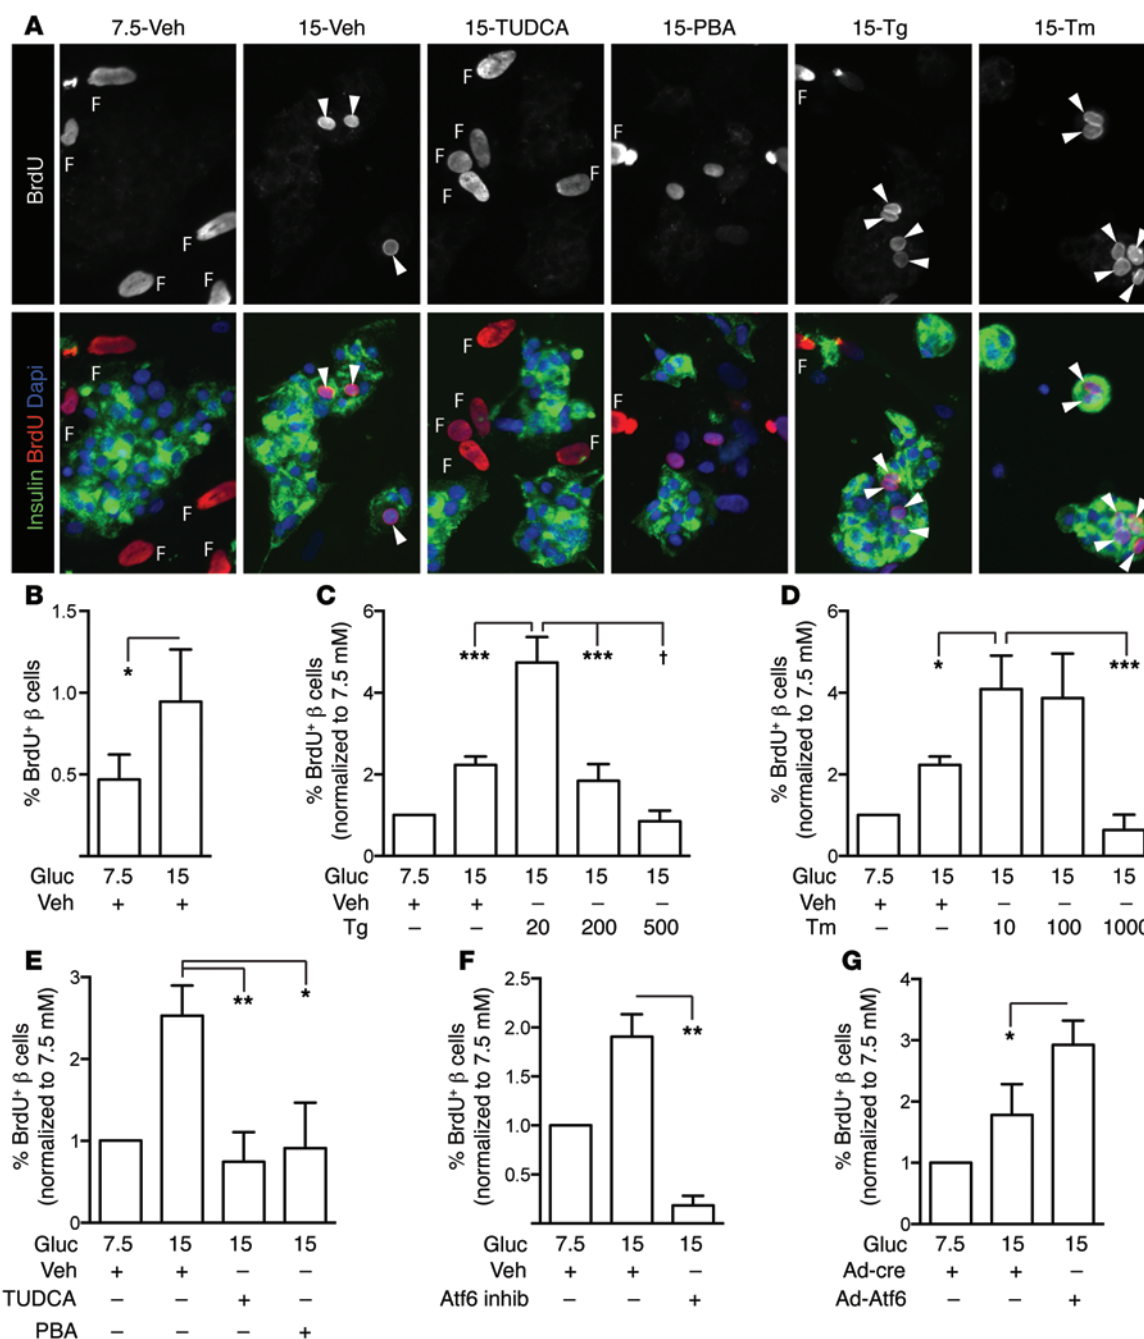 A 7.5-Veh 15-Veh 15-TUDCA 15-PBA 15-Tg 15-Tm
BrdU
F F F F F
F F F F F
F
F
Insulin BrdU Dapi
F F F F F
F F F F F
F
F
B
% BrdU⁺ β cells
1.5
1.0
0.5
*
Gluc 7.5 15
Veh + +
C
% BrdU⁺ β cells
(normalized to 7.5 mM)
6
4
2
0
*** *** †
Gluc 7.5 15 15 15 15
Veh + + – – –
Tg – – 20 200 500
D
% BrdU⁺ β cells
(normalized to 7.5 mM)
6
4
2
0
* ***
Gluc 7.5 15 15 15 15
Veh + + – – –
Tm – – 10 100 1000
E
% BrdU⁺ β cells
(normalized to 7.5 mM)
3
2
1
0
** *
Gluc 7.5 15 15 15
Veh + + – –
TUDCA – – + –
PBA – – – +
F
% BrdU⁺ β cells
(normalized to 7.5 mM)
2.5
2.0
1.5
1.0
0.5
**
Gluc 7.5 15 15
Veh + + –
Atf6 inhib – – +
G
% BrdU⁺ β cells
(normalized to 7.5 mM)
4
3
2
1
0
*
Gluc 7.5 15 15
Ad-cre + + –
Ad-Atf6 – – +